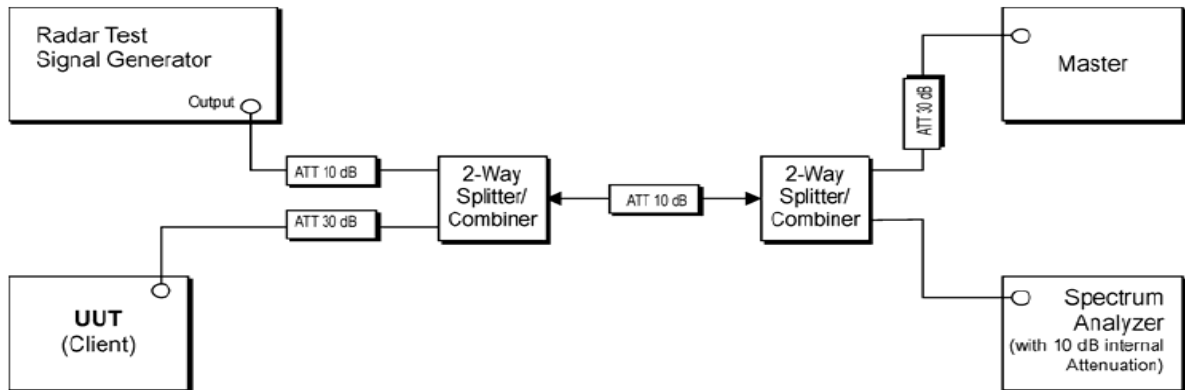 Radar Test
Signal Generator
Output
ATT 10 dB
ATT 30 dB
2-Way
Splitter/
Combiner
ATT 10 dB
2-Way
Splitter/
Combiner
ATT 30 dB
Master
UUT
(Client)
Spectrum
Analyzer
(with 10 dB internal
Attenuation)